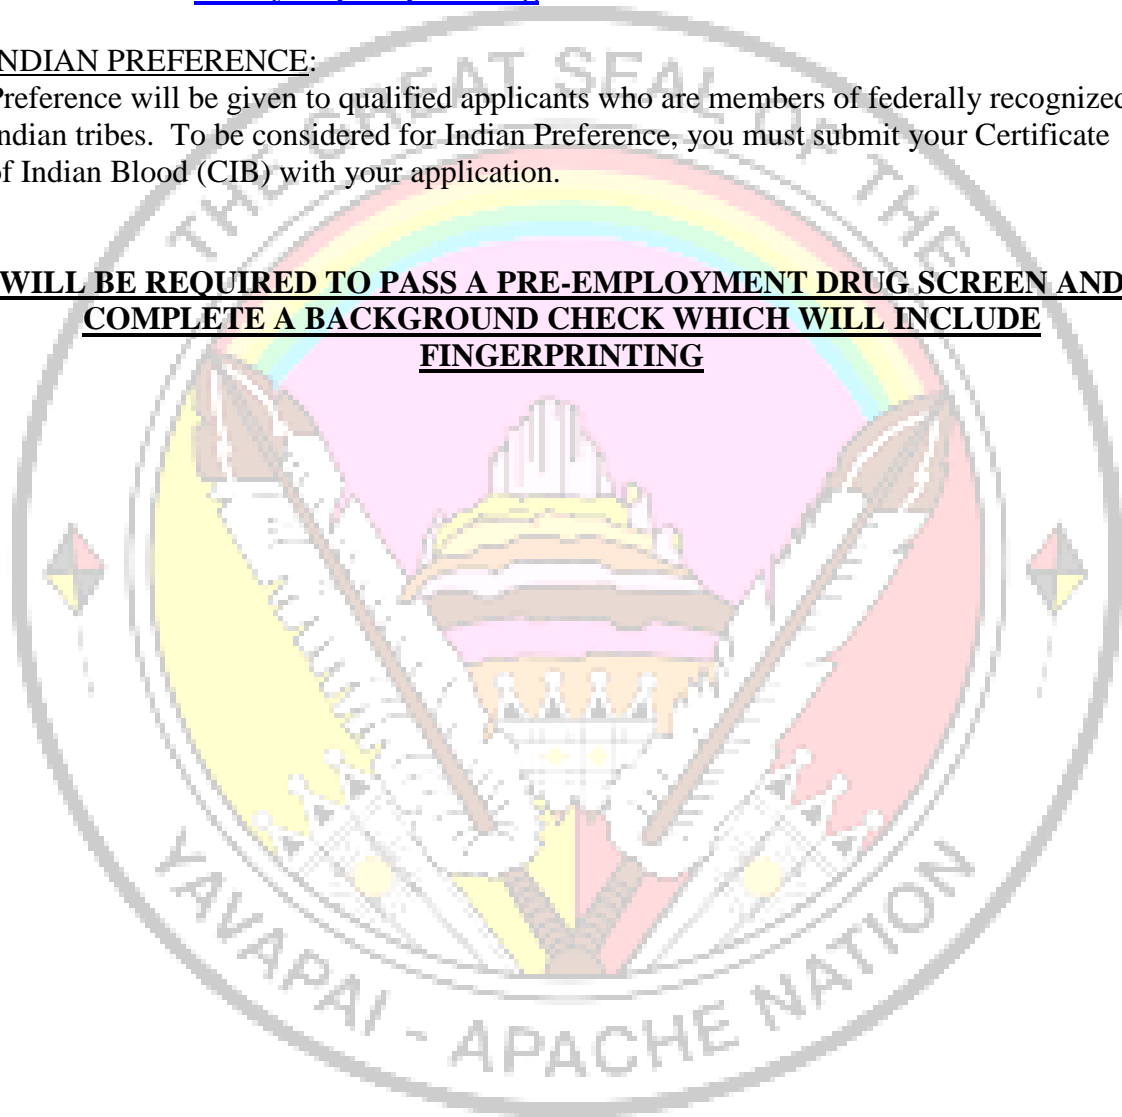 NDIAN PREFERENCE:
Preference will be given to qualified applicants who are members of federally recognized
ndian tribes.  To be considered for Indian Preference, you must submit your Certificate
of Indian Blood (CIB) with your application.
WILL BE REQUIRED TO PASS A PRE-EMPLOYMENT DRUG SCREEN AND
COMPLETE A BACKGROUND CHECK WHICH WILL INCLUDE
FINGERPRINTING
THE GREAT SEAL OF THE
YAVAPAI - APACHE NATION